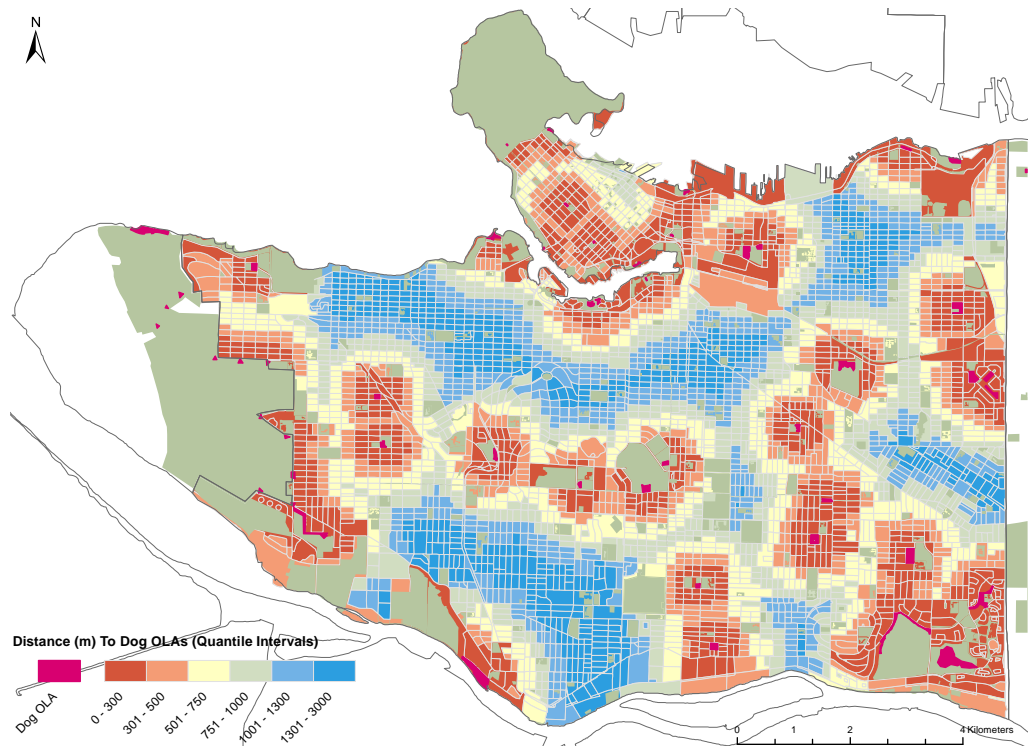 N
Distance (m) To Dog OLAs (Quantile Intervals)
Dog OLA
0 - 300
301 - 500
501 - 750
751 - 1000
1001 - 1300
1301 - 3000
0 1 2 4 Kilometers